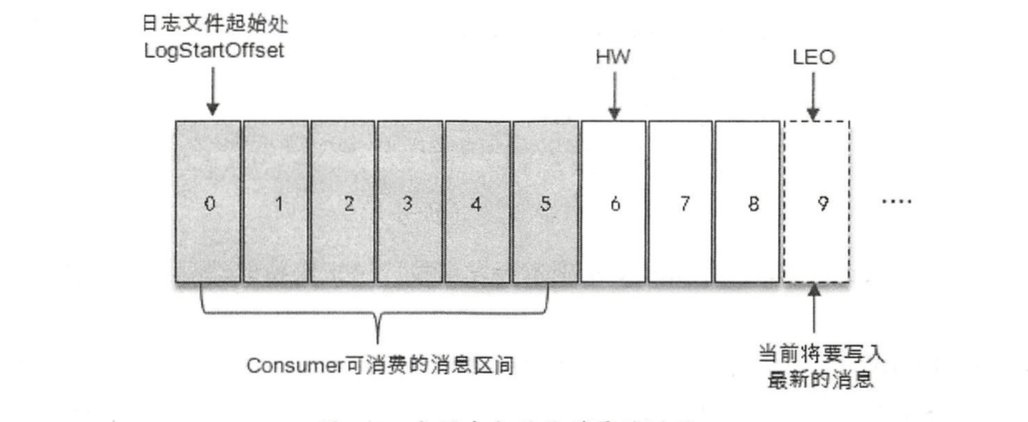 日志文件起始处
LogStartOffset
HW
LEO
0 1 2 3 4 5 6 7 8 9 ····
Consumer可消费的消息区间
当前将要写入
最新的消息